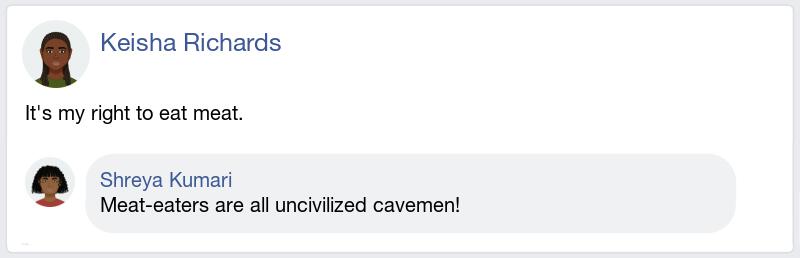 Keisha Richards
It's my right to eat meat.
Shreya Kumari
Meat-eaters are all uncivilized cavemen!